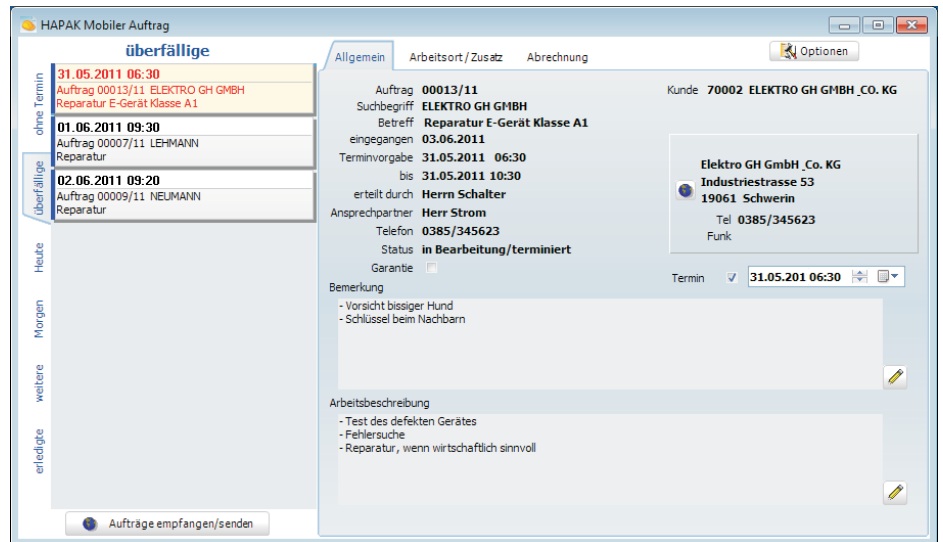 HAPAK Mobiler Auftrag
überfällige
ohne Termin
überfällige
Heute
Morgen
weitere
erledigte
31.05.2011 06:30
Auftrag 00013/11 ELEKTRO GH GMBH
Reparatur E-Gerät Klasse A1
01.06.2011 09:30
Auftrag 00007/11 LEHMANN
Reparatur
02.06.2011 09:20
Auftrag 00009/11 NEUMANN
Reparatur
Aufträge empfangen/senden
Allgemein Arbeitsort/Zusatz Abrechnung
Optionen
Auftrag 00013/11
Suchbegriff ELEKTRO GH GMBH
Betreff Reparatur E-Gerät Klasse A1
eingegangen 03.06.2011
Terminvorgabe 31.05.2011 06:30
bis 31.05.2011 10:30
erteilt durch Herrn Schalter
Ansprechpartner Herr Strom
Telefon 0385/345623
Status in Bearbeitung/terminiert
Garantie
Kunde 70002 ELEKTRO GH GMBH_CO. KG
Elektro GH GmbH_Co. KG
Industriestrasse 53
19061 Schwerin
Tel 0385/345623
Funk
Termin 31.05.201 06:30
Bemerkung
- Vorsicht bissiger Hund
- Schlüssel beim Nachbarn
Arbeitsbeschreibung
- Test des defekten Gerätes
- Fehlersuche
- Reparatur, wenn wirtschaftlich sinnvoll